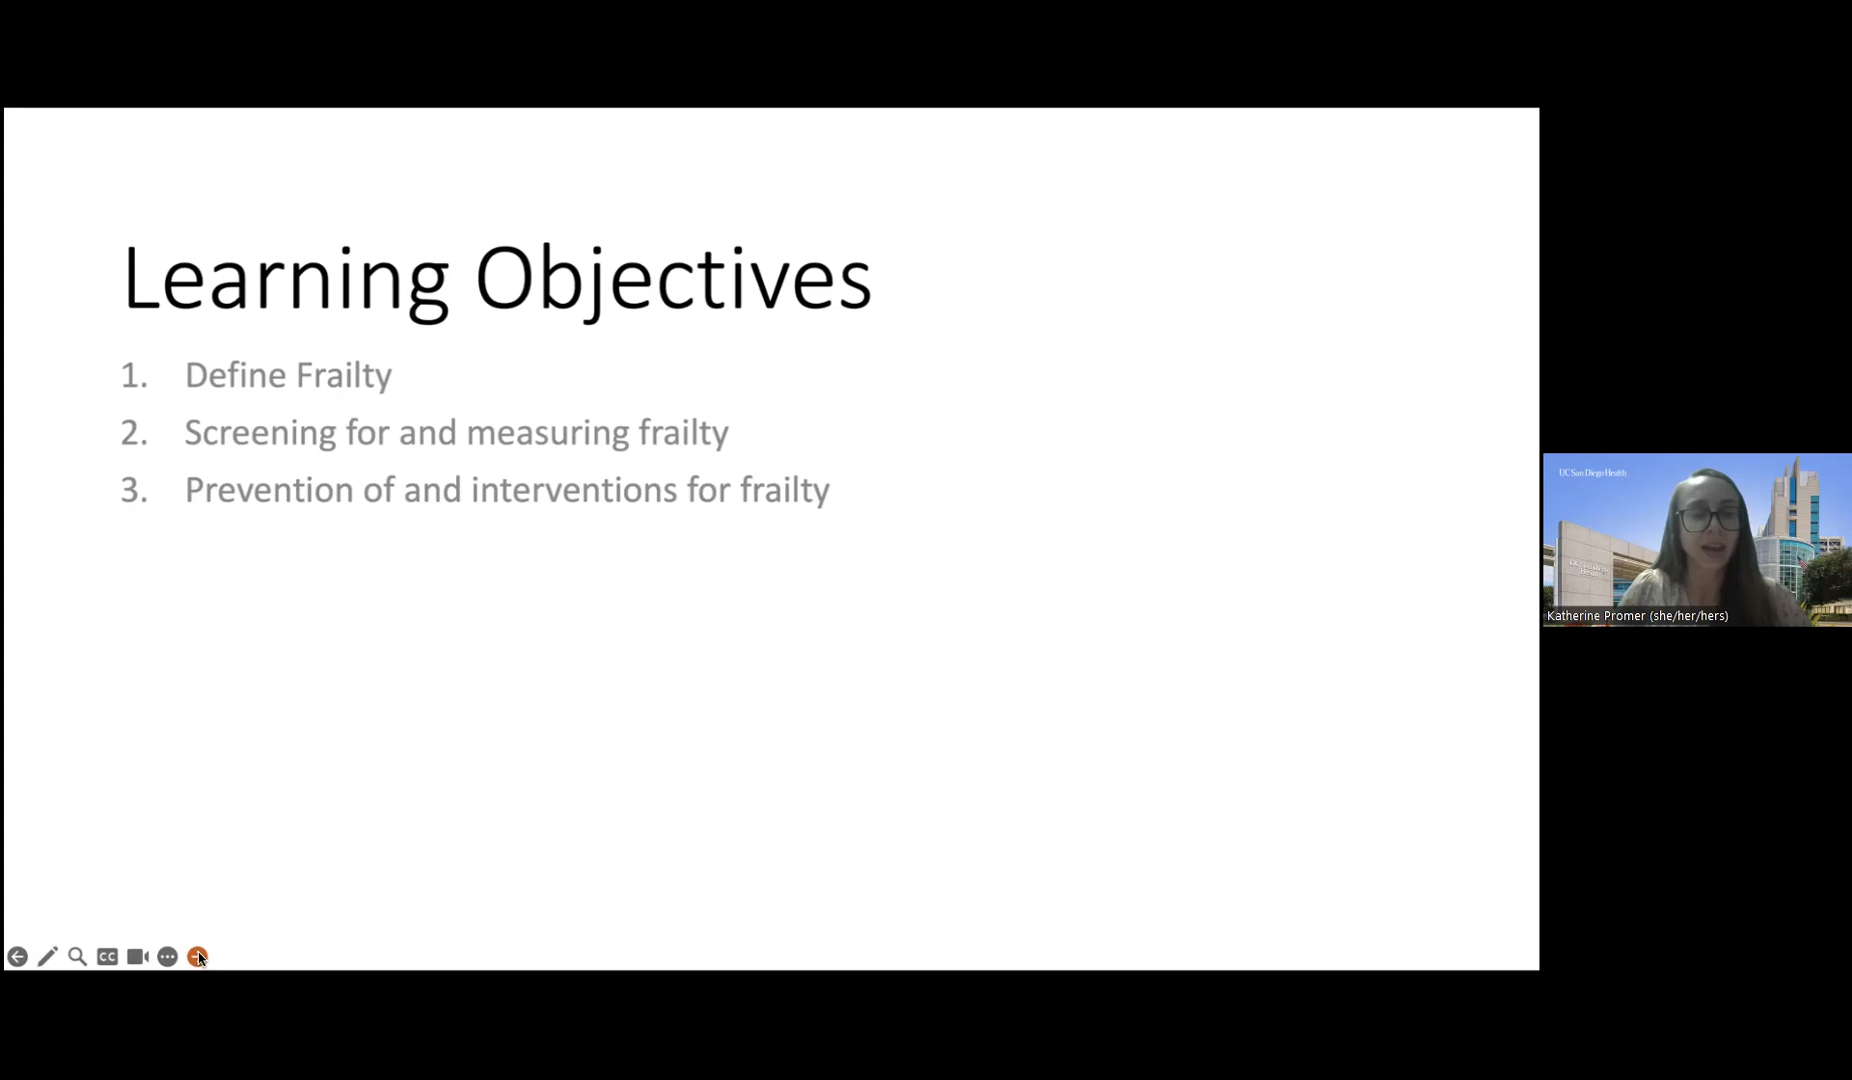 Learning Objectives
1. Define Frailty
2. Screening for and measuring frailty
3. Prevention of and interventions for frailty
UC San Diego Health
Katherine Promer (she/her/hers)
CC